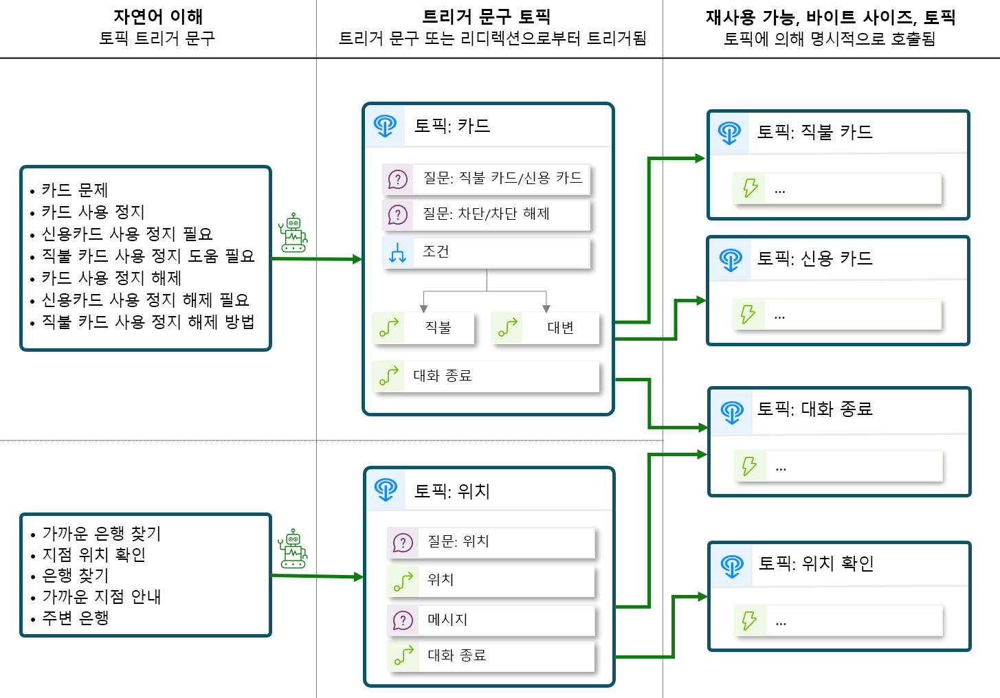 자연어 이해
토픽 트리거 문구
트리거 문구 토픽
트리거 문구 또는 리디렉션으로부터 트리거됨
재사용 가능, 바이트 사이즈, 토픽
토픽에 의해 명시적으로 호출됨
• 카드 문제
• 카드 사용 정지
• 신용카드 사용 정지 필요
• 직불 카드 사용 정지 도움 필요
• 카드 사용 정지 해제
• 신용카드 사용 정지 해제 필요
• 직불 카드 사용 정지 해제 방법
토픽: 카드
질문: 직불 카드/신용 카드
질문: 차단/차단 해제
조건
직불
대변
대화 종료
토픽: 직불 카드
...
토픽: 신용 카드
...
토픽: 대화 종료
...
• 가까운 은행 찾기
• 지점 위치 확인
• 은행 찾기
• 가까운 지점 안내
• 주변 은행
토픽: 위치
질문: 위치
위치
메시지
대화 종료
토픽: 위치 확인
...